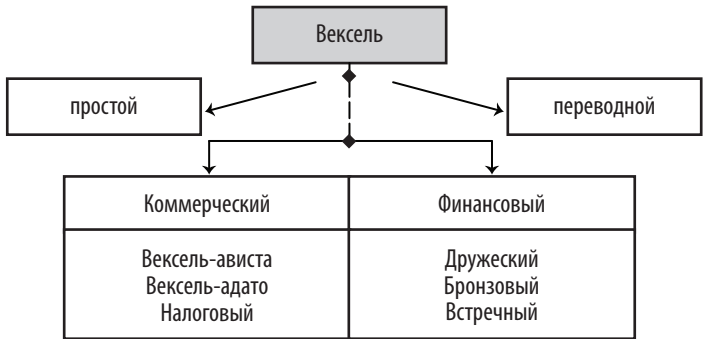 Вексель
простой
переводной
Коммерческий
Финансовый
Вексель-ависта
Вексель-адато
Налоговый
Дружеский
Бронзовый
Встречный